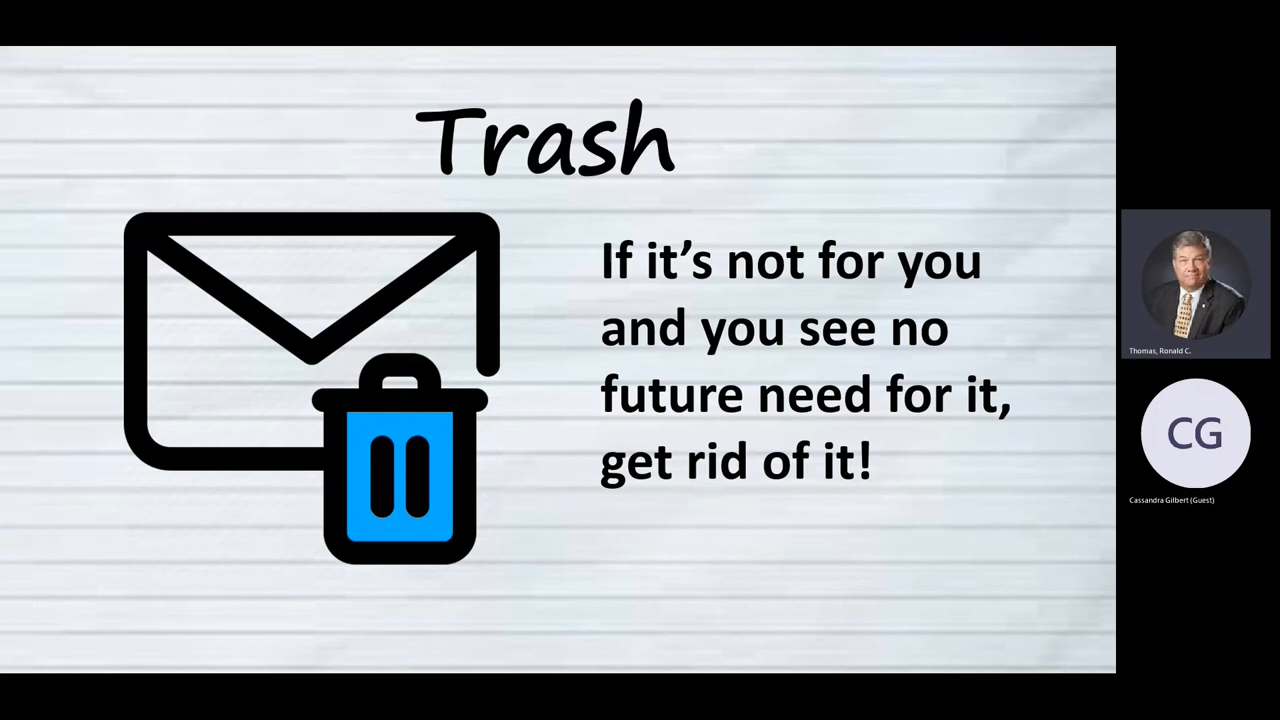 Trash
If it’s not for you
and you see no
future need for it,
get rid of it!
Thomas, Ronald C.
CG
Cassandra Gilbert (Guest)